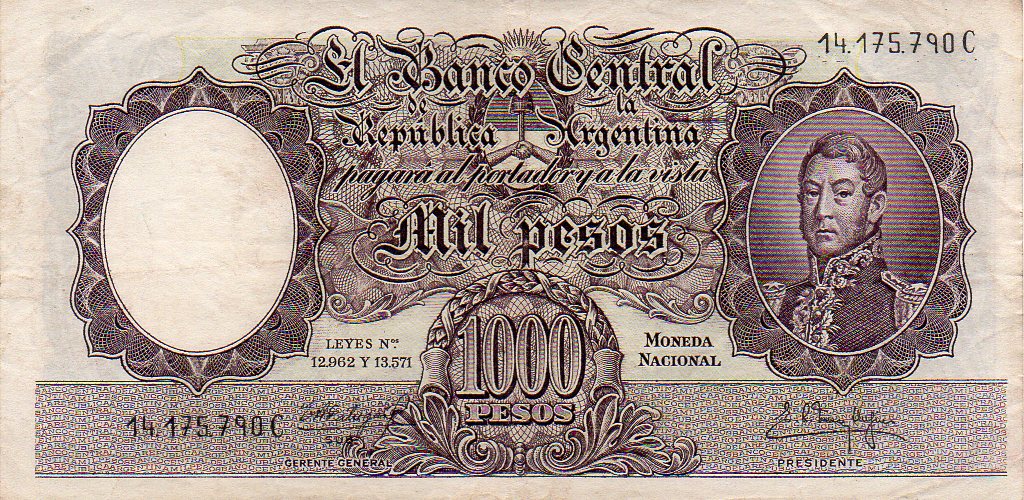 14.175.790 C
El Banco Central
de la
República Argentina
pagará al portador y a la vista
Mil pesos
LEYES N.os
12.962 Y 13.571
1000
PESOS
MONEDA
NACIONAL
14.175.790 C
GERENTE GENERAL
PRESIDENTE